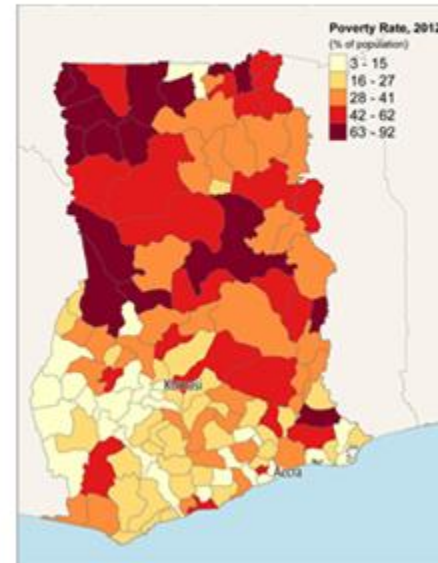 Poverty Rate, 2012
(% of population)
3 - 15
16 - 27
28 - 41
42 - 62
63 - 92
Kumasi
Accra